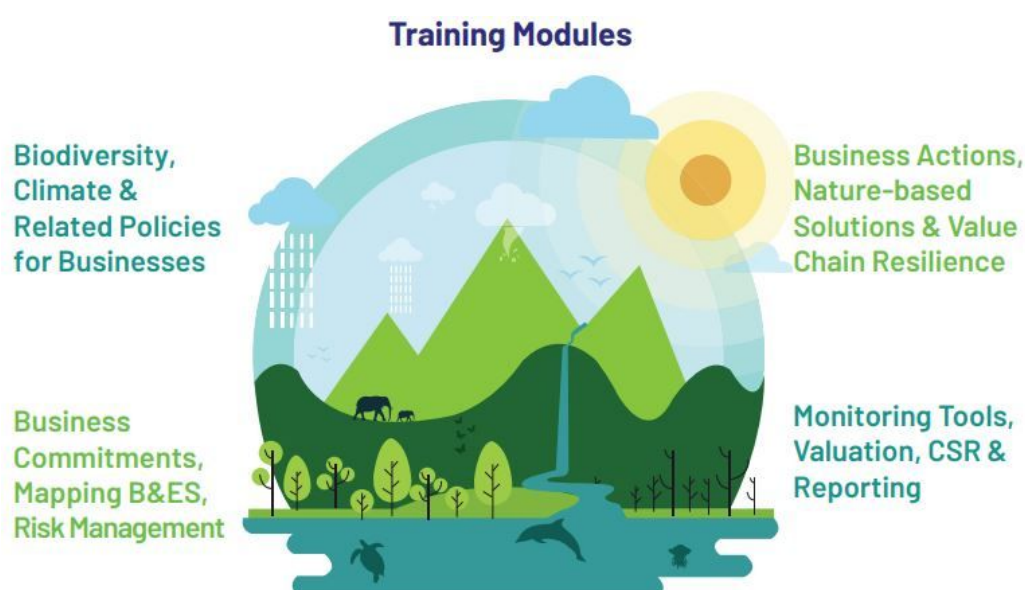 Training Modules
Biodiversity,
Climate &
Related Policies
for Businesses
Business Actions,
Nature-based
Solutions & Value
Chain Resilience
Business
Commitments,
Mapping B&ES,
Risk Management
Monitoring Tools,
Valuation, CSR &
Reporting